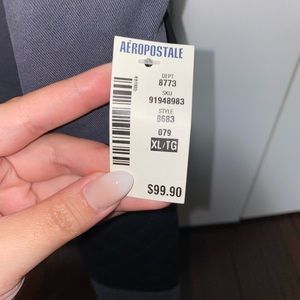 AÉROPOSTALE
DEPT
8773
SKU
91948983
STYLE
8683
079
XL/TG
$99.90